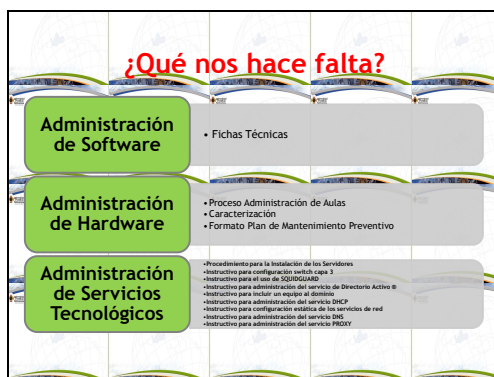 ¿Qué nos hace falta?
Administración
de Software
• Fichas Técnicas
Administración
de Hardware
• Proceso Administración de Aulas
• Caracterización
• Formato Plan de Mantenimiento Preventivo
Administración
de Servicios
Tecnológicos
•Procedimiento para la Instalación de los Servidores
•Instructivo para configuración switch capa 3
•Instructivo para el uso de SQUIDGUARD
•Instructivo para administración del servicio de Directorio Activo ®
•Instructivo para incluir un equipo al dominio
•Instructivo para administración del servicio DHCP
•Instructivo para configuración estática de los servicios de red
•Instructivo para administración del servicio DNS
•Instructivo para administración del servicio PROXY